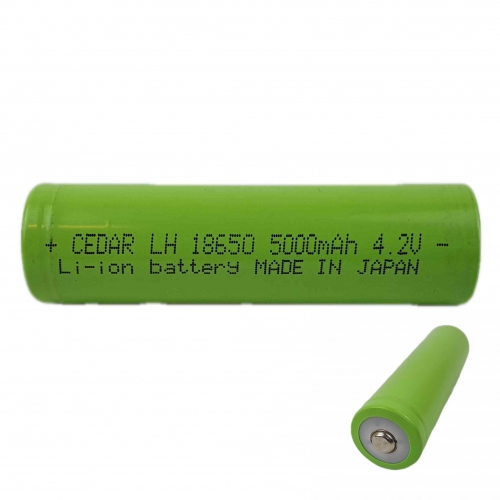 + CEDAR LH 18650 5000mAh 4.2V -
Li-ion battery MADE IN JAPAN